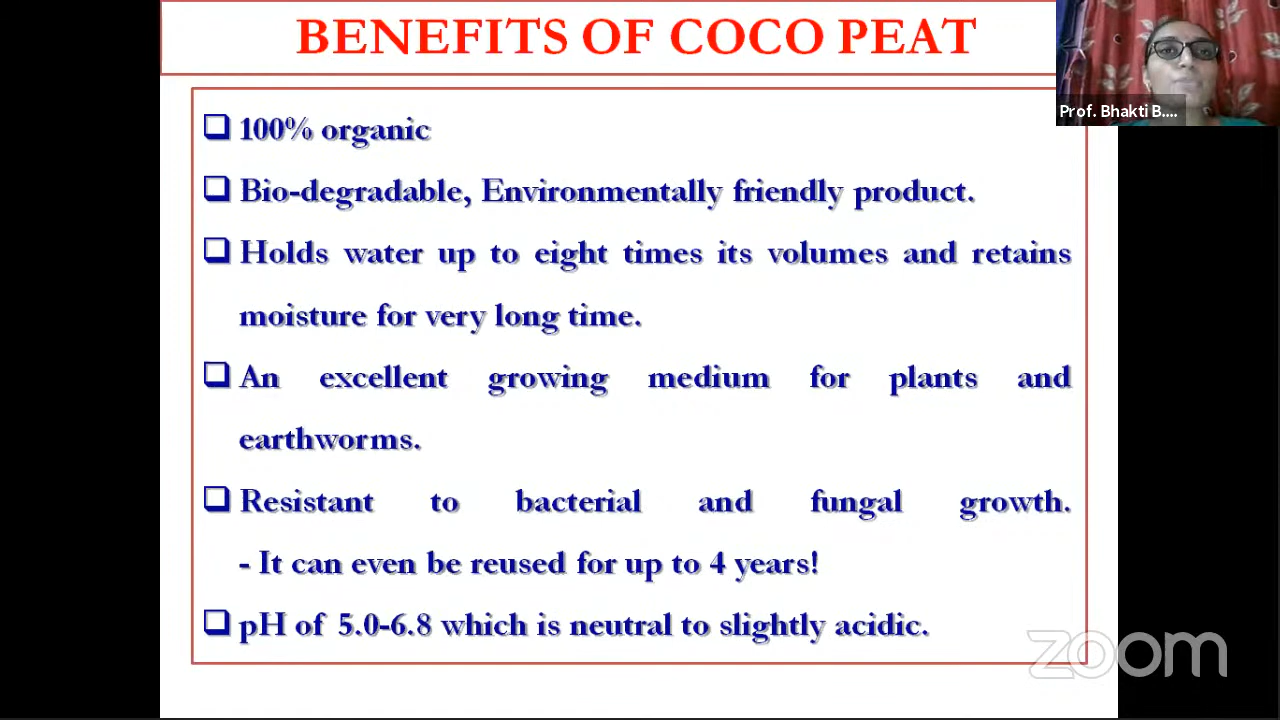 BENEFITS OF COCO PEAT
Prof. Bhakti B....
❑ 100% organic
❑ Bio-degradable, Environmentally friendly product.
❑ Holds water up to eight times its volumes and retains
moisture for very long time.
❑ An excellent growing medium for plants and
earthworms.
❑ Resistant to bacterial and fungal growth.
- It can even be reused for up to 4 years!
❑ pH of 5.0-6.8 which is neutral to slightly acidic.
zoom